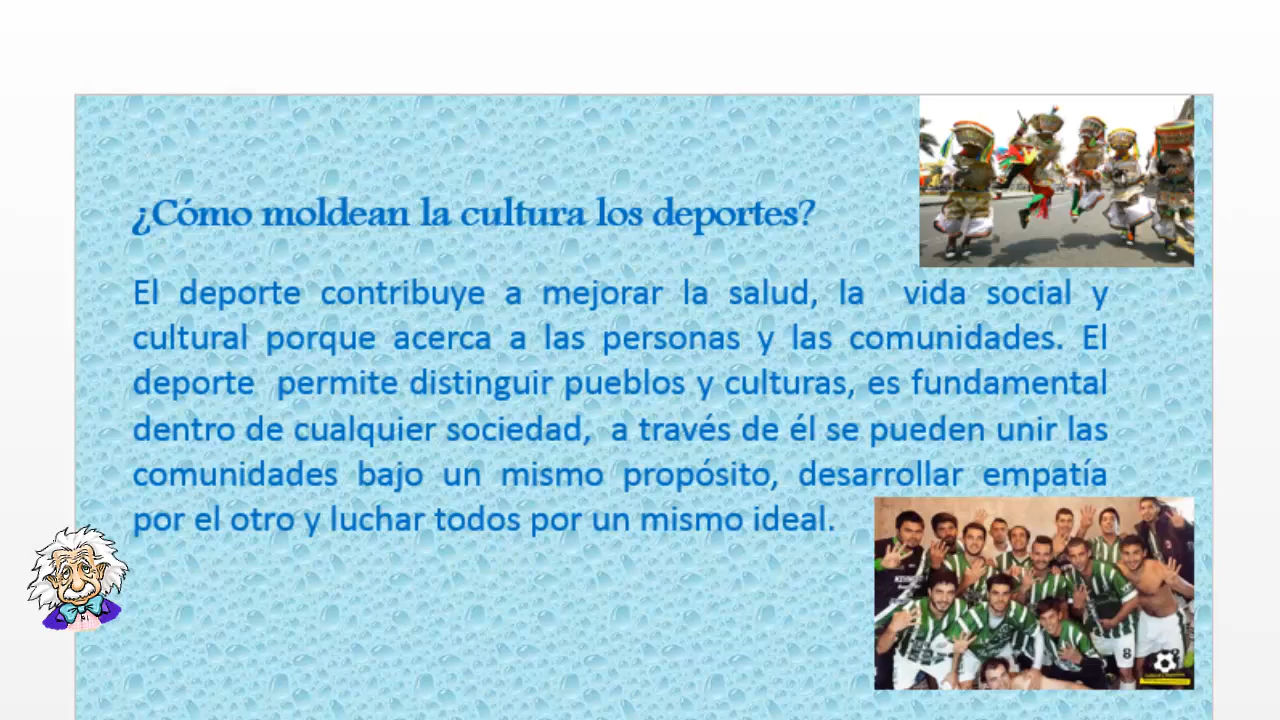 ¿Cómo moldean la cultura los deportes?
El deporte contribuye a mejorar la salud, la vida social y
cultural porque acerca a las personas y las comunidades. El
deporte permite distinguir pueblos y culturas, es fundamental
dentro de cualquier sociedad, a través de él se pueden unir las
comunidades bajo un mismo propósito, desarrollar empatía
por el otro y luchar todos por un mismo ideal.
8